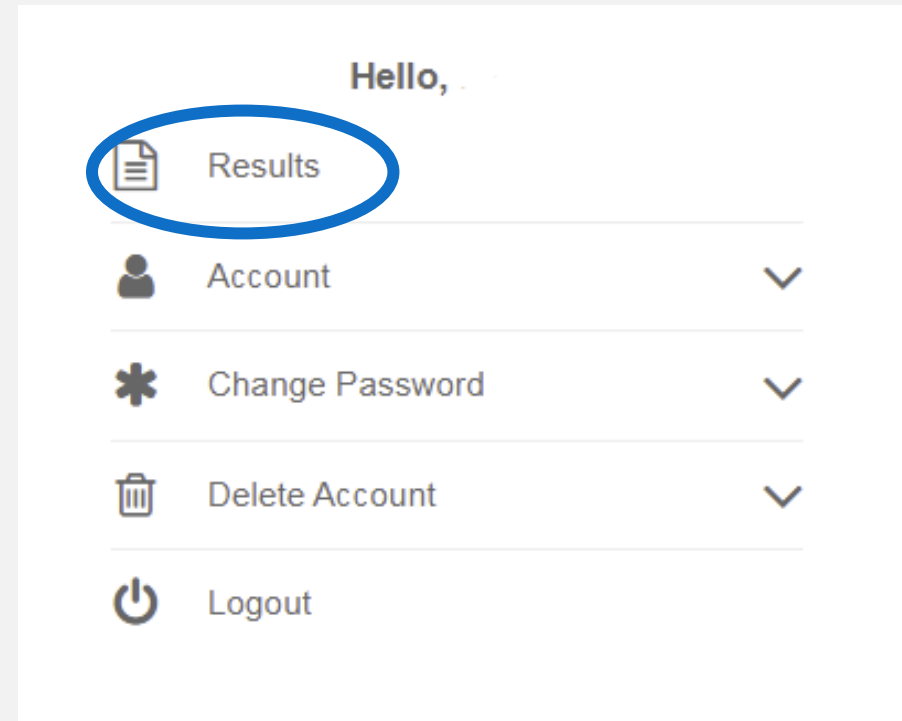 Hello,
Results
Account
Change Password
Delete Account
Logout